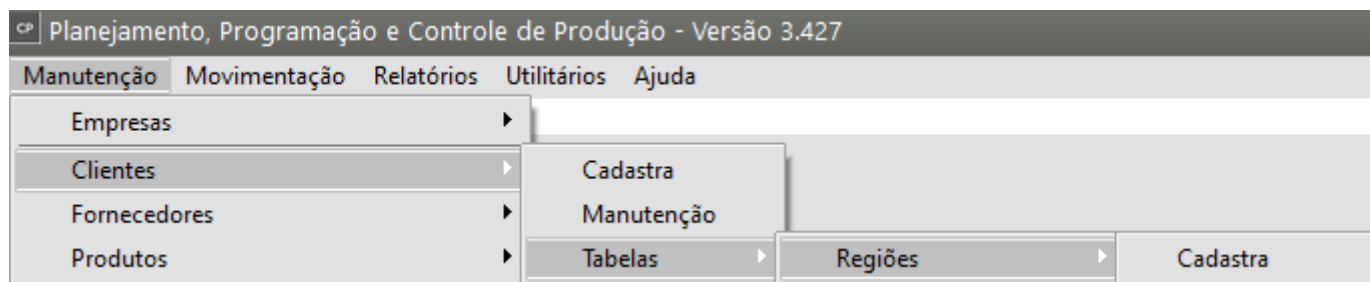 CP Planejamento, Programação e Controle de Produção - Versão 3.427
Manutenção Movimentação Relatórios Utilitários Ajuda
Empresas
Clientes Cadastra
Fornecedores Manutenção
Produtos Tabelas Regiões Cadastra